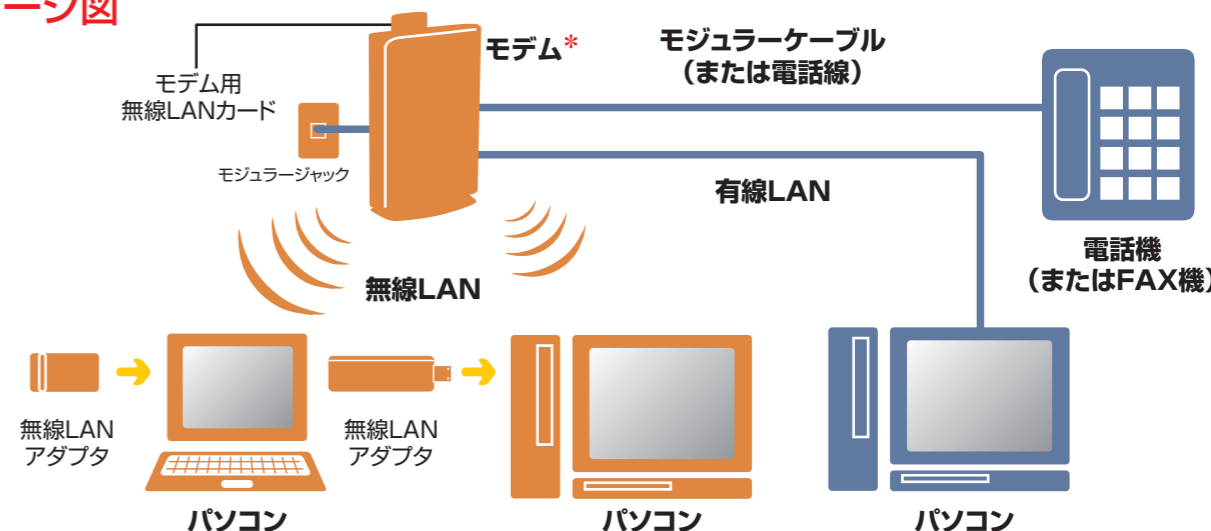 ージ図
モデム*
モジュラーケーブル
（または電話線）
モデム用
無線LANカード
モジュラージャック
有線LAN
無線LAN
電話機
（またはFAX機）
無線LAN
アダプタ
無線LAN
アダプタ
パソコン
パソコン
パソコン